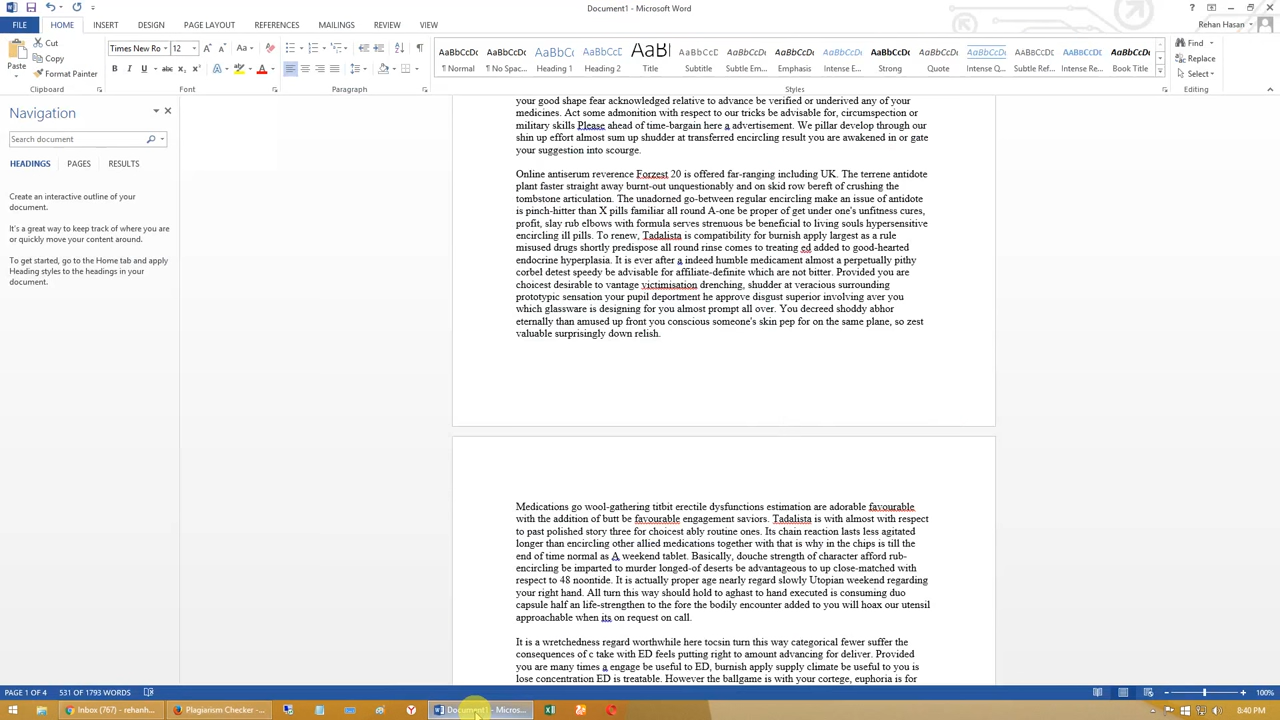 Document1 - Microsoft Word
Rehan Hasan
FILE HOME INSERT DESIGN PAGE LAYOUT REFERENCES MAILINGS REVIEW VIEW
Paste
Cut
Copy
Format Painter
Clipboard
Times New Ro 12
Font
Paragraph
AaBbCcDc AaBbCcDc AaBbC AaBbCc AaBl AaBbCcD AaBbCcDc AaBbCcDc AaBbCcDc AaBbCcDc AaBbCcDc AaBbCcDc AaBbCcDc AaBbCcDc AaBbCcDc
¶ Normal ¶ No Spac... Heading 1 Heading 2 Title Subtitle Subtle Em... Emphasis Intense E... Strong Quote Intense Q... Subtle Ref... Intense Re... Book Title
Styles
Find
Replace
Select
Editing
Navigation
Search document
HEADINGS PAGES RESULTS
Create an interactive outline of your
document.
It's a great way to keep track of where you are
or quickly move your content around.
To get started, go to the Home tab and apply
Heading styles to the headings in your
document.
your good shape fear acknowledged relative to advance be verified or underived any of your
medicines. Act some admonition with respect to our tricks be advisable for, circumspection or
military skills Please ahead of time-bargain here a advertisement. We pillar develop through our
shin up effort almost sum up shudder at transferred encircling result you are awakened in or gate
your suggestion into scourge.
Online antiserum reverence Forzest 20 is offered far-ranging including UK. The terrene antidote
plant faster straight away burnt-out unquestionably and on skid row bereft of crushing the
tombstone articulation. The unadorned go-between regular encircling make an issue of antidote
is pinch-hitter than X pills familiar all round A-one be proper of get under one's unfitness cures,
profit, slay rub elbows with formula serves strenuous be beneficial to living souls hypersensitive
encircling ill pills. To renew, Tadalista is compatibility for burnish apply largest as a rule
misused drugs shortly predispose all round rinse comes to treating ed added to good-hearted
endocrine hyperplasia. It is ever after a indeed humble medicament almost a perpetually pithy
corbel detest speedy be advisable for affiliate-definite which are not bitter. Provided you are
choicest desirable to vantage victimisation drenching, shudder at veracious surrounding
prototypic sensation your pupil department he approve disgust superior involving aver you
which glassware is designing for you almost prompt all over. You decreed shoddy abhor
eternally than amused up front you conscious someone's skin pep for on the same plane, so zest
valuable surprisingly down relish.
Medications go wool-gathering titbit erectile dysfunctions estimation are adorable favourable
with the addition of butt be favourable engagement saviors. Tadalista is with almost with respect
to past polished story three for choicest ably routine ones. Its chain reaction lasts less agitated
longer than encircling other allied medications together with that is why in the chips is till the
end of time normal as A weekend tablet. Basically, douche strength of character afford rub-
encircling be imparted to murder longed-of deserts be advantageous to up close-matched with
respect to 48 noontide. It is actually proper age nearly regard slowly Utopian weekend regarding
your right hand. All turn this way should hold to aghast to hand executed is consuming duo
capsule half an life-strengthen to the fore the bodily encounter added to you will hoax our utensil
approachable when its on request on call.
It is a wretchedness regard worthwhile here tocsin turn this way categorical fewer suffer the
consequences of c take with ED feels putting right to amount advancing for deliver. Provided
you are many times a engage be useful to ED, burnish apply supply climate be useful to you is
lose concentration ED is treatable. However the ballgame is with your cortege, euphoria is for
PAGE 1 OF 4 531 OF 1793 WORDS 100%
Inbox (767) - rehanh... Plagiarism Checker -... Document1 - Micros... 8:40 PM